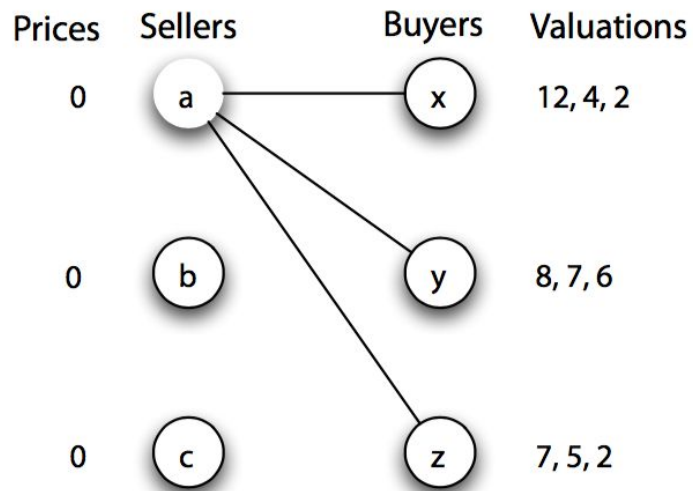 Prices Sellers Buyers Valuations
0 a x 12, 4, 2
0 b y 8, 7, 6
0 c z 7, 5, 2